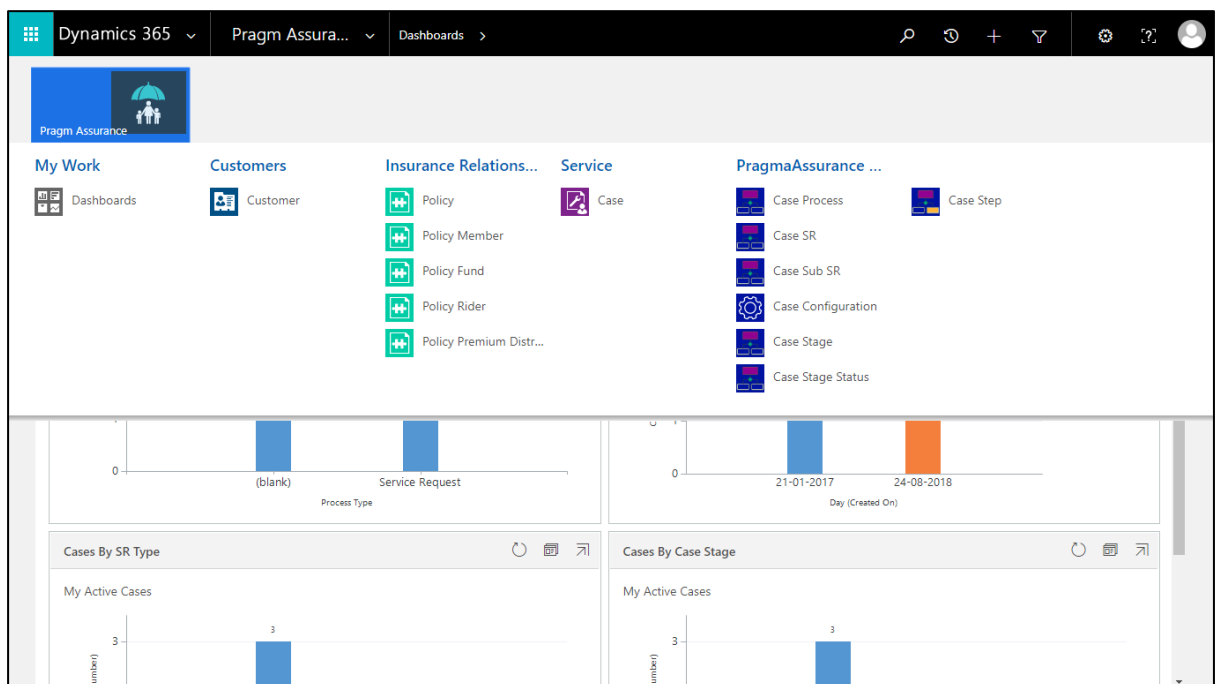 Dynamics 365
Pragm Assura...
Dashboards
Pragm Assurance
My Work
Dashboards
Customers
Customer
Insurance Relations...
Policy
Policy Member
Policy Fund
Policy Rider
Policy Premium Distr...
Service
Case
PragmaAssurance ...
Case Process
Case SR
Case Sub SR
Case Configuration
Case Stage
Case Stage Status
Case Step
0
(blank)
Service Request
Process Type
0
21-01-2017
24-08-2018
Day (Created On)
Cases By SR Type
My Active Cases
3
3
Cases By Case Stage
My Active Cases
3
3